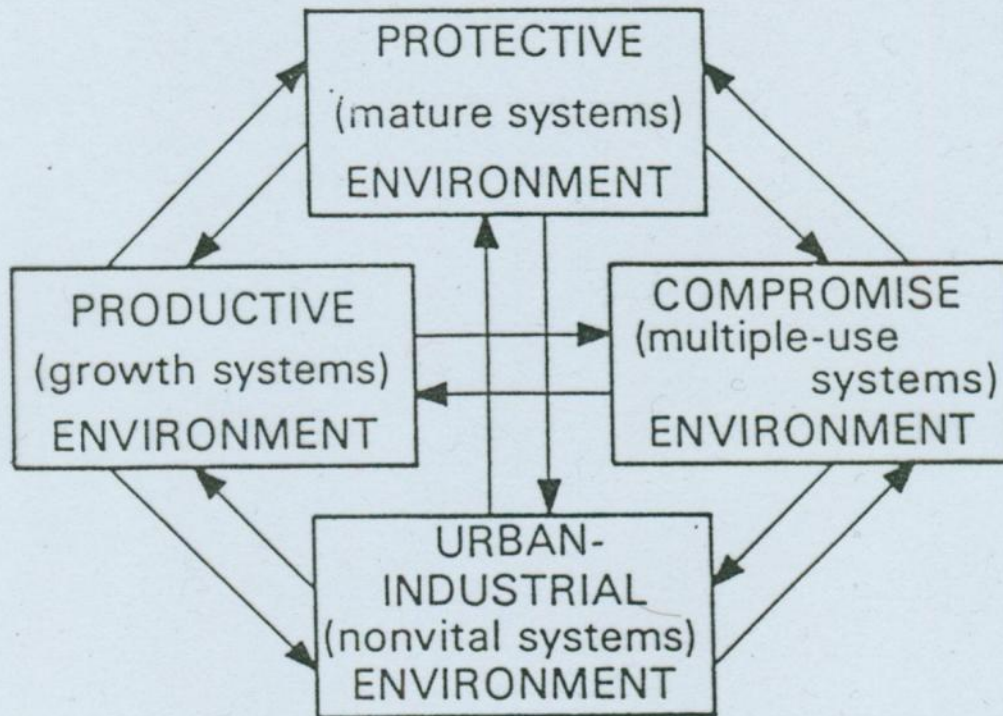 PROTECTIVE
(mature systems)
ENVIRONMENT
PRODUCTIVE
(growth systems)
ENVIRONMENT
COMPROMISE
(multiple-use
systems)
ENVIRONMENT
URBAN-
INDUSTRIAL
(nonvital systems)
ENVIRONMENT